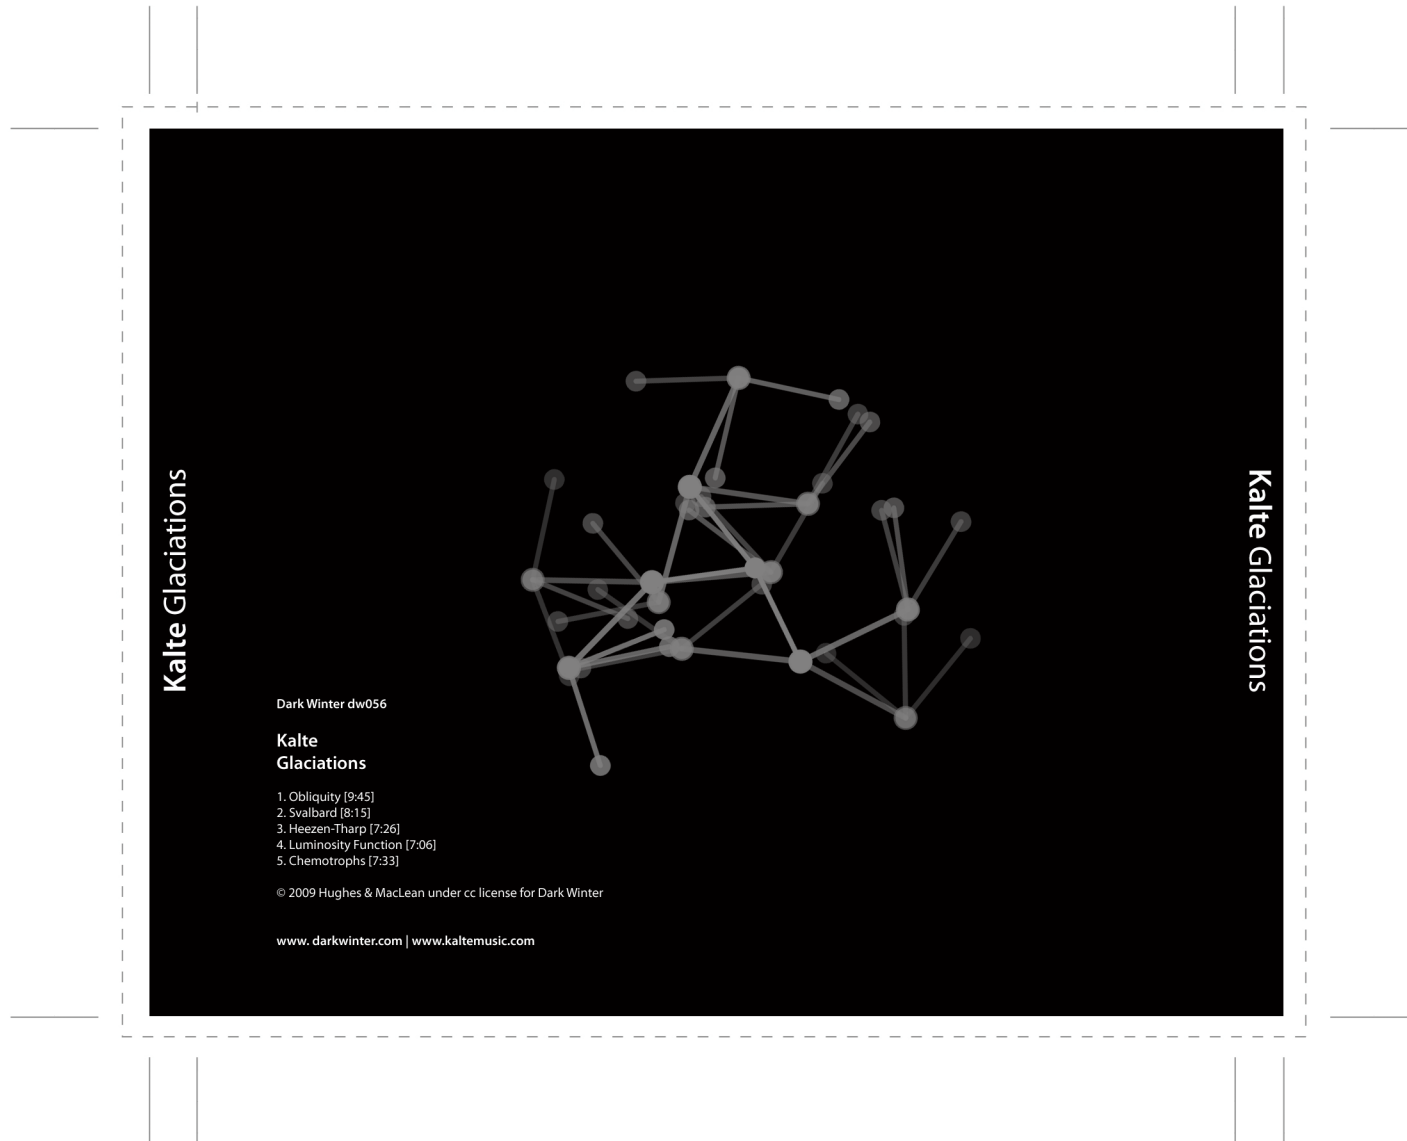 Kalte Glaciations
Kalte Glaciations
Dark Winter dw056
Kalte
Glaciations
1. Obliquity [9:45]
2. Svalbard [8:15]
3. Heezen-Tharp [7:26]
4. Luminosity Function [7:06]
5. Chemotrophs [7:33]
© 2009 Hughes & MacLean under cc license for Dark Winter
www. darkwinter.com | www.kaltemusic.com